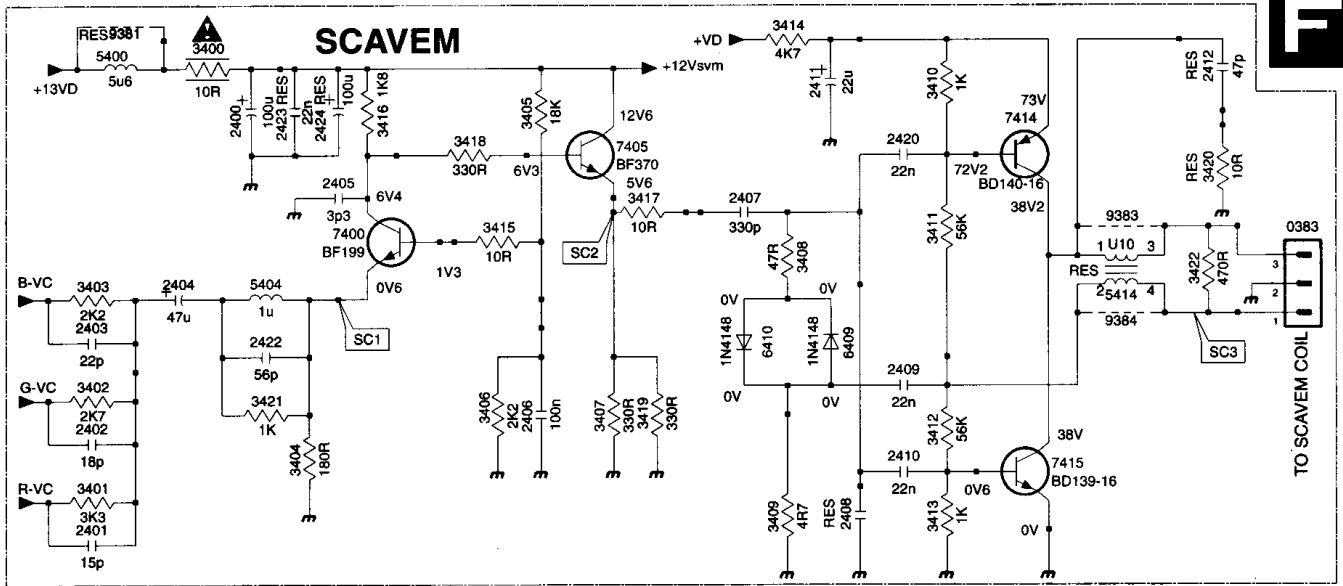 F
SCAVEM
RES 9381
5400
5u6
+13VD
3400
10R
2400
100u
2423 RES
22n
2424 RES
100u
3416 1K8
3405
18K
+12Vsvm
3418
330R
6V3
12V6
7405
BF370
5V6
2405
3p3
6V4
7400
BF199
1V3
0V6
3415
10R
SC2
3417
10R
2407
330p
B-VC
3403
2K2
2403
22p
2404
47u
5404
1u
SC1
2422
56p
3421
1K
3404
180R
G-VC
3402
2K7
2402
18p
R-VC
3401
3K3
2401
15p
3406
2K2
2406
100n
3407
330R
3419
330R
+VD
3414
4K7
2411
22u
3410
1K
73V
7414
72V2
BD140-16
38V2
2420
22n
3411
56K
47R
3408
0V
0V
1N4148
6410
1N4148
6409
0V
0V
2409
22n
3412
56K
2410
22n
0V6
3413
1K
38V
7415
BD139-16
0V
3409
4R7
RES
2408
RES
2412
47p
RES
3420
10R
9383
1 U10 3
RES
2 5414 4
9384
3422
470R
SC3
0383
3
2
1
TO SCAVEM COIL